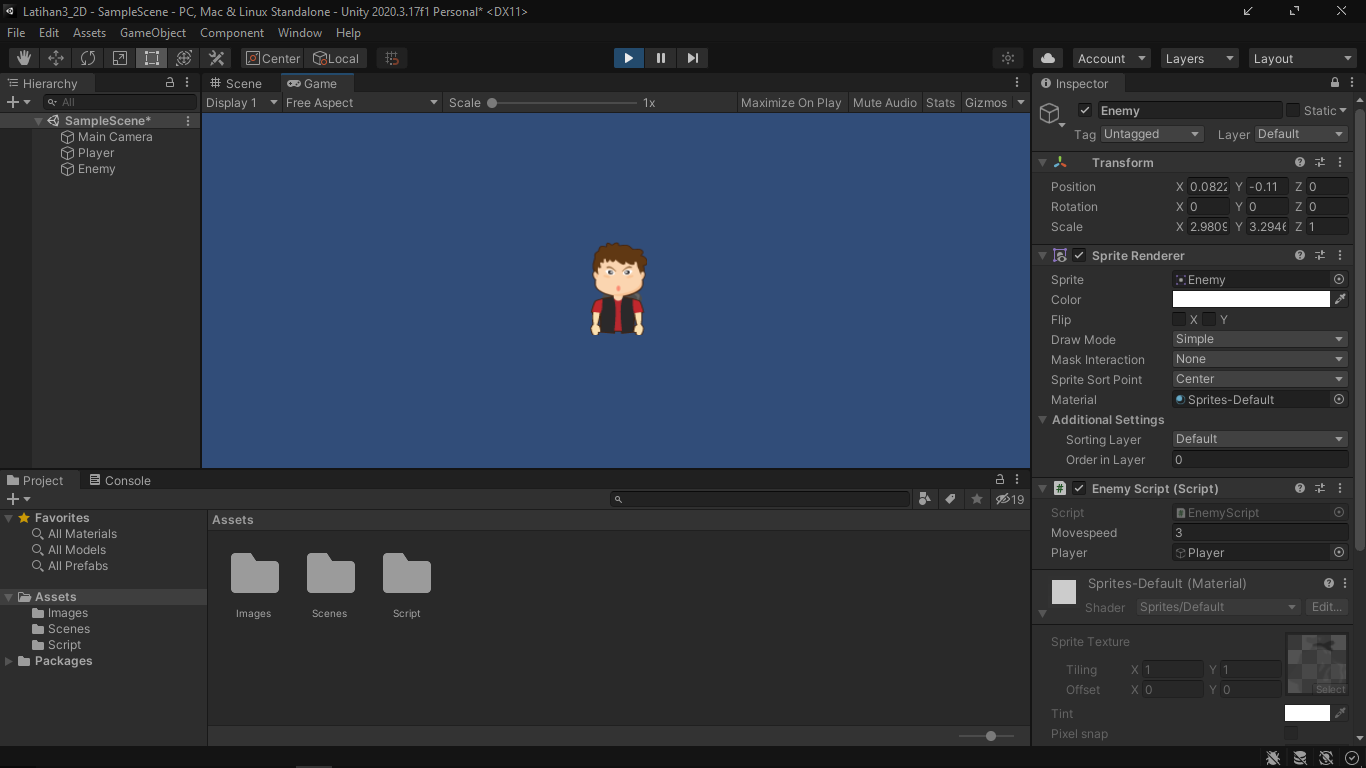 Latihan3_2D - SampleScene - PC, Mac & Linux Standalone - Unity 2020.3.17f1 Personal* <DX11>
File Edit Assets GameObject Component Window Help
Center Local Account Layers Layout
Hierarchy
All
SampleScene*
Main Camera
Player
Enemy
Scene Game
Display 1 Free Aspect Scale 1x Maximize On Play Mute Audio Stats Gizmos
Inspector
Enemy Static
Tag Untagged Layer Default
Transform
Position X 0.0822 Y -0.11 Z 0
Rotation X 0 Y 0 Z 0
Scale X 2.9809 Y 3.2946 Z 1
Sprite Renderer
Sprite Enemy
Color
Flip X Y
Draw Mode Simple
Mask Interaction None
Sprite Sort Point Center
Material Sprites-Default
Additional Settings
Sorting Layer Default
Order in Layer 0
# Enemy Script (Script)
Script EnemyScript
Movespeed 3
Player Player
Sprites-Default (Material)
Shader Sprites/Default Edit...
Sprite Texture
Tiling X 1 Y 1
Offset X 0 Y 0
Select
Tint
Pixel snap
Project Console
19
Favorites
All Materials
All Models
All Prefabs
Assets
Images
Scenes
Script
Packages
Assets
Images Scenes Script